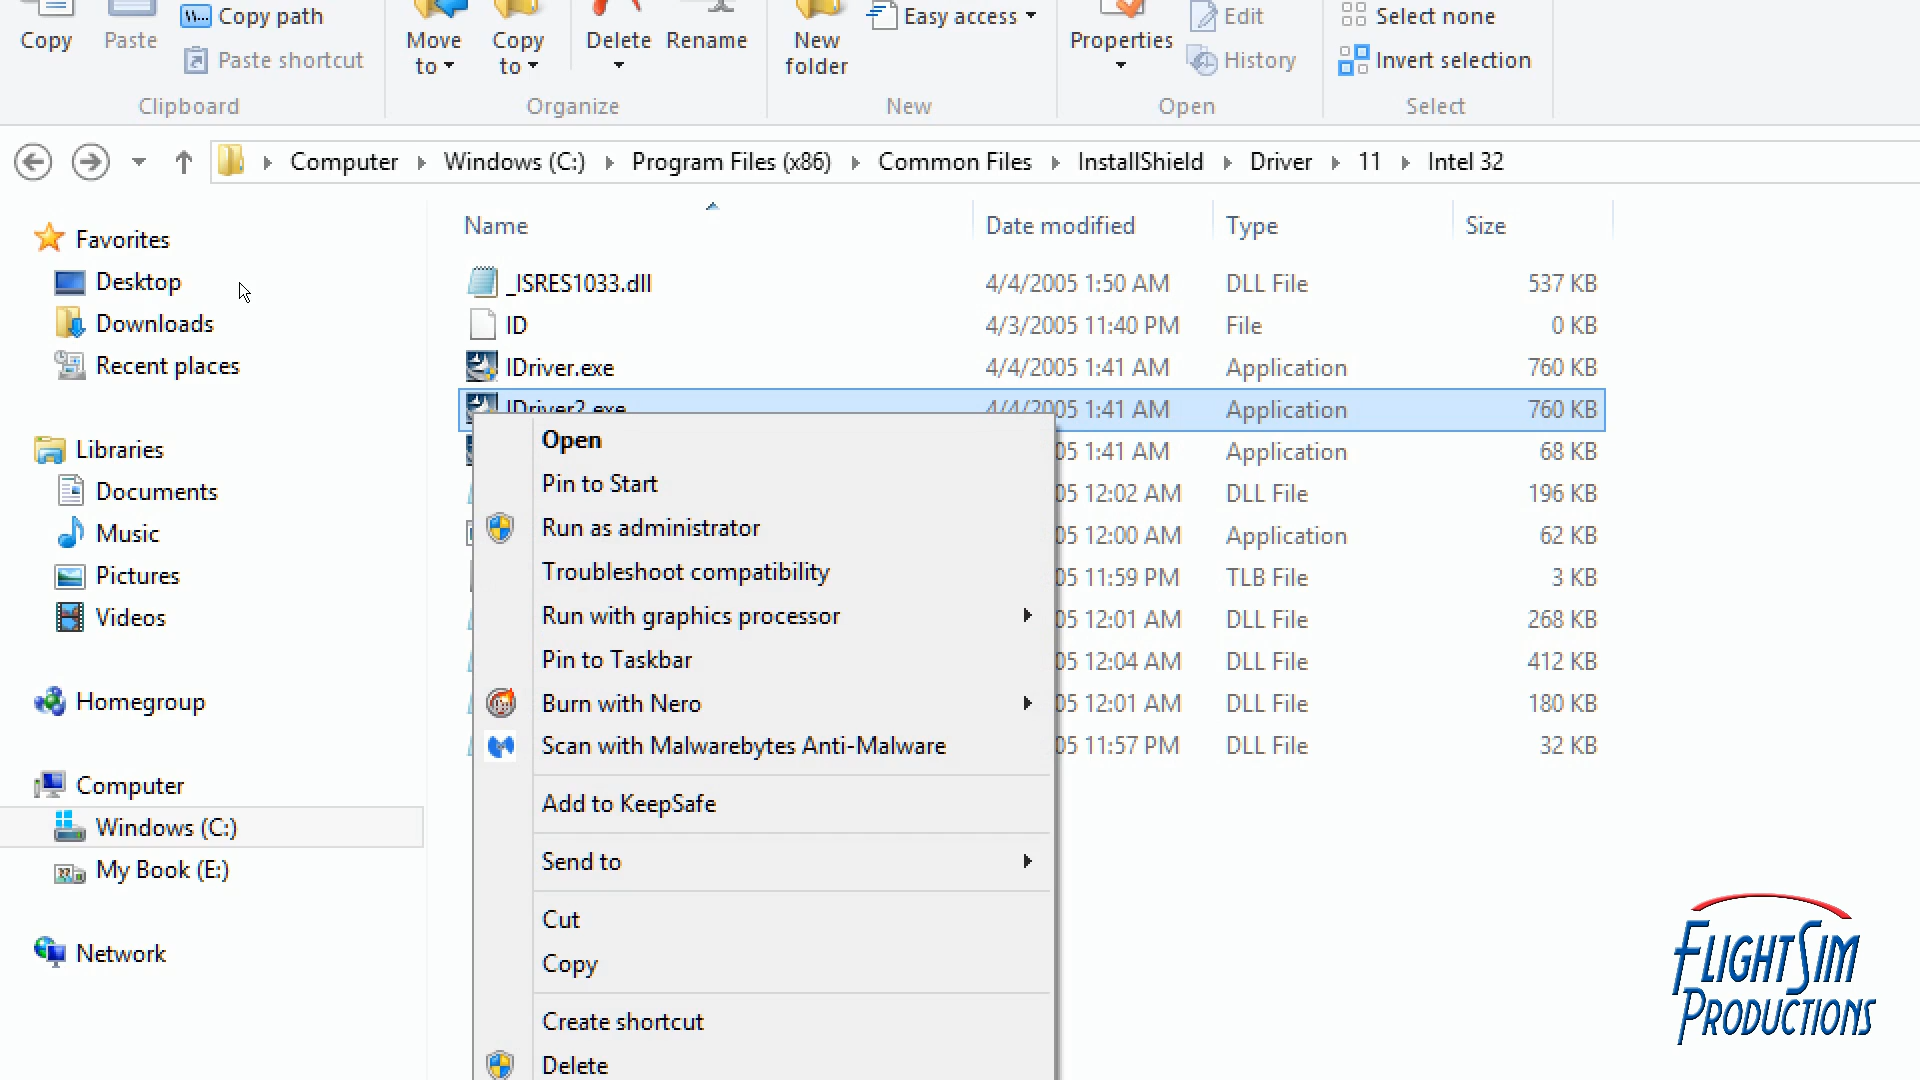 Copy
Paste
Copy path
Paste shortcut
Clipboard
Move to
Copy to
Delete
Rename
Organize
New folder
Easy access
New
Properties
Edit
History
Open
Select none
Invert selection
Select
Computer Windows (C:) Program Files (x86) Common Files InstallShield Driver 11 Intel 32
Name Date modified Type Size
Favorites
Desktop
Downloads
Recent places
Libraries
Documents
Music
Pictures
Videos
Homegroup
Computer
Windows (C:)
My Book (E:)
Network
_ISRES1033.dll 4/4/2005 1:50 AM DLL File 537 KB
ID 4/3/2005 11:40 PM File 0 KB
IDriver.exe 4/4/2005 1:41 AM Application 760 KB
IDriver2.exe 4/4/2005 1:41 AM Application 760 KB
05 1:41 AM Application 68 KB
05 12:02 AM DLL File 196 KB
05 12:00 AM Application 62 KB
05 11:59 PM TLB File 3 KB
05 12:01 AM DLL File 268 KB
05 12:04 AM DLL File 412 KB
05 12:01 AM DLL File 180 KB
05 11:57 PM DLL File 32 KB
Open
Pin to Start
Run as administrator
Troubleshoot compatibility
Run with graphics processor
Pin to Taskbar
Burn with Nero
Scan with Malwarebytes Anti-Malware
Add to KeepSafe
Send to
Cut
Copy
Create shortcut
Delete
FLIGHTSIM
PRODUCTIONS